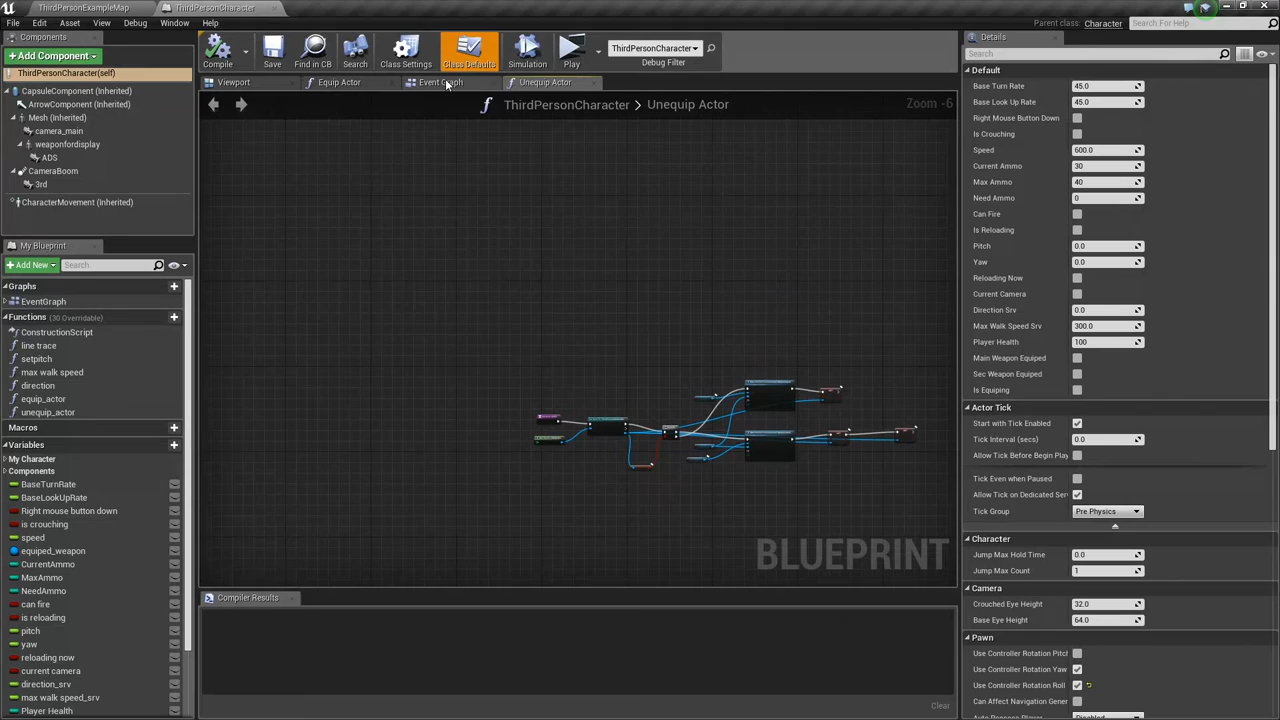 ThirdPersonExampleMap
ThirdPersonCharacter
File Edit Asset View Debug Window Help
Parent class: Character
Search For Help
Components
+ Add Component
ThirdPersonCharacter(self)
CapsuleComponent (Inherited)
ArrowComponent (Inherited)
Mesh (Inherited)
camera_main
weaponfordisplay
ADS
CameraBoom
3rd
CharacterMovement (Inherited)
My Blueprint
+ Add New
Search
Graphs
EventGraph
Functions (30 Overridable)
ConstructionScript
line trace
setpitch
max walk speed
direction
equip_actor
unequip_actor
Macros
Variables
My Character
Components
BaseTurnRate
BaseLookUpRate
Right mouse button down
is crouching
speed
equiped_weapon
CurrentAmmo
MaxAmmo
NeedAmmo
can fire
is reloading
pitch
yaw
reloading now
current camera
direction_srv
max walk speed_srv
Player Health
Compile
Save
Find in CB
Search
Class Settings
Class Defaults
Simulation
Play
ThirdPersonCharacter
Debug Filter
Viewport
Equip Actor
Event Graph
Unequip Actor
ThirdPersonCharacter > Unequip Actor
Zoom -6
BLUEPRINT
Compiler Results
Clear
Details
Search
Default
Base Turn Rate 45.0
Base Look Up Rate 45.0
Right Mouse Button Down
Is Crouching
Speed 600.0
Current Ammo 30
Max Ammo 40
Need Ammo 0
Can Fire
Is Reloading
Pitch 0.0
Yaw 0.0
Reloading Now
Current Camera
Direction Srv 0.0
Max Walk Speed Srv 300.0
Player Health 100
Main Weapon Equiped
Sec Weapon Equiped
Is Equiping
Actor Tick
Start with Tick Enabled
Tick Interval (secs) 0.0
Allow Tick Before Begin Play
Tick Even when Paused
Allow Tick on Dedicated Ser
Tick Group Pre Physics
Character
Jump Max Hold Time 0.0
Jump Max Count 1
Camera
Crouched Eye Height 32.0
Base Eye Height 64.0
Pawn
Use Controller Rotation Pitch
Use Controller Rotation Yaw
Use Controller Rotation Roll
Can Affect Navigation Gener